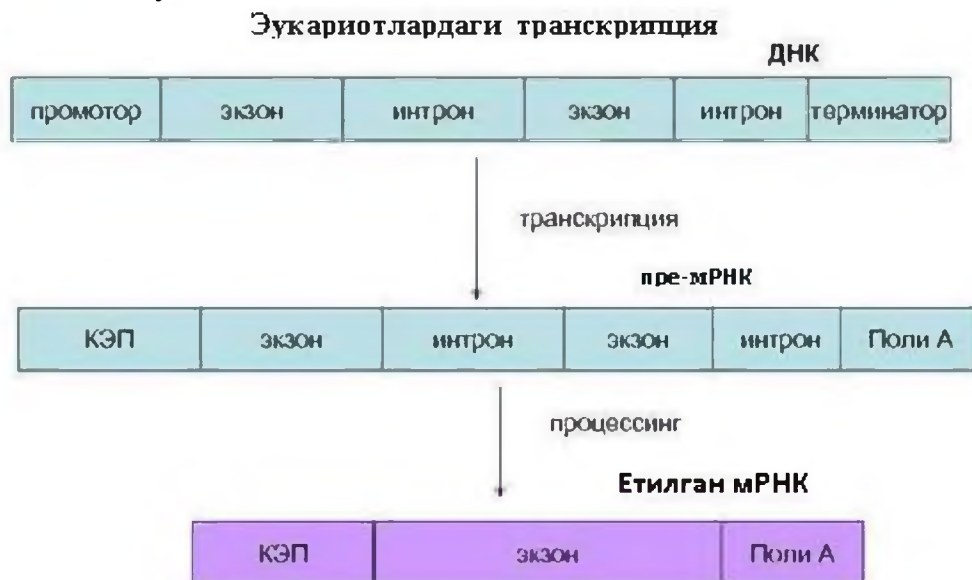 Эукариотлардаги транскрипция
ДНК
промотор экзон интрон экзон интрон терминатор
транскрипция
пре-мРНК
КЭП экзон интрон экзон интрон Поли А
процессинг
Етилган мРНК
КЭП экзон Поли А